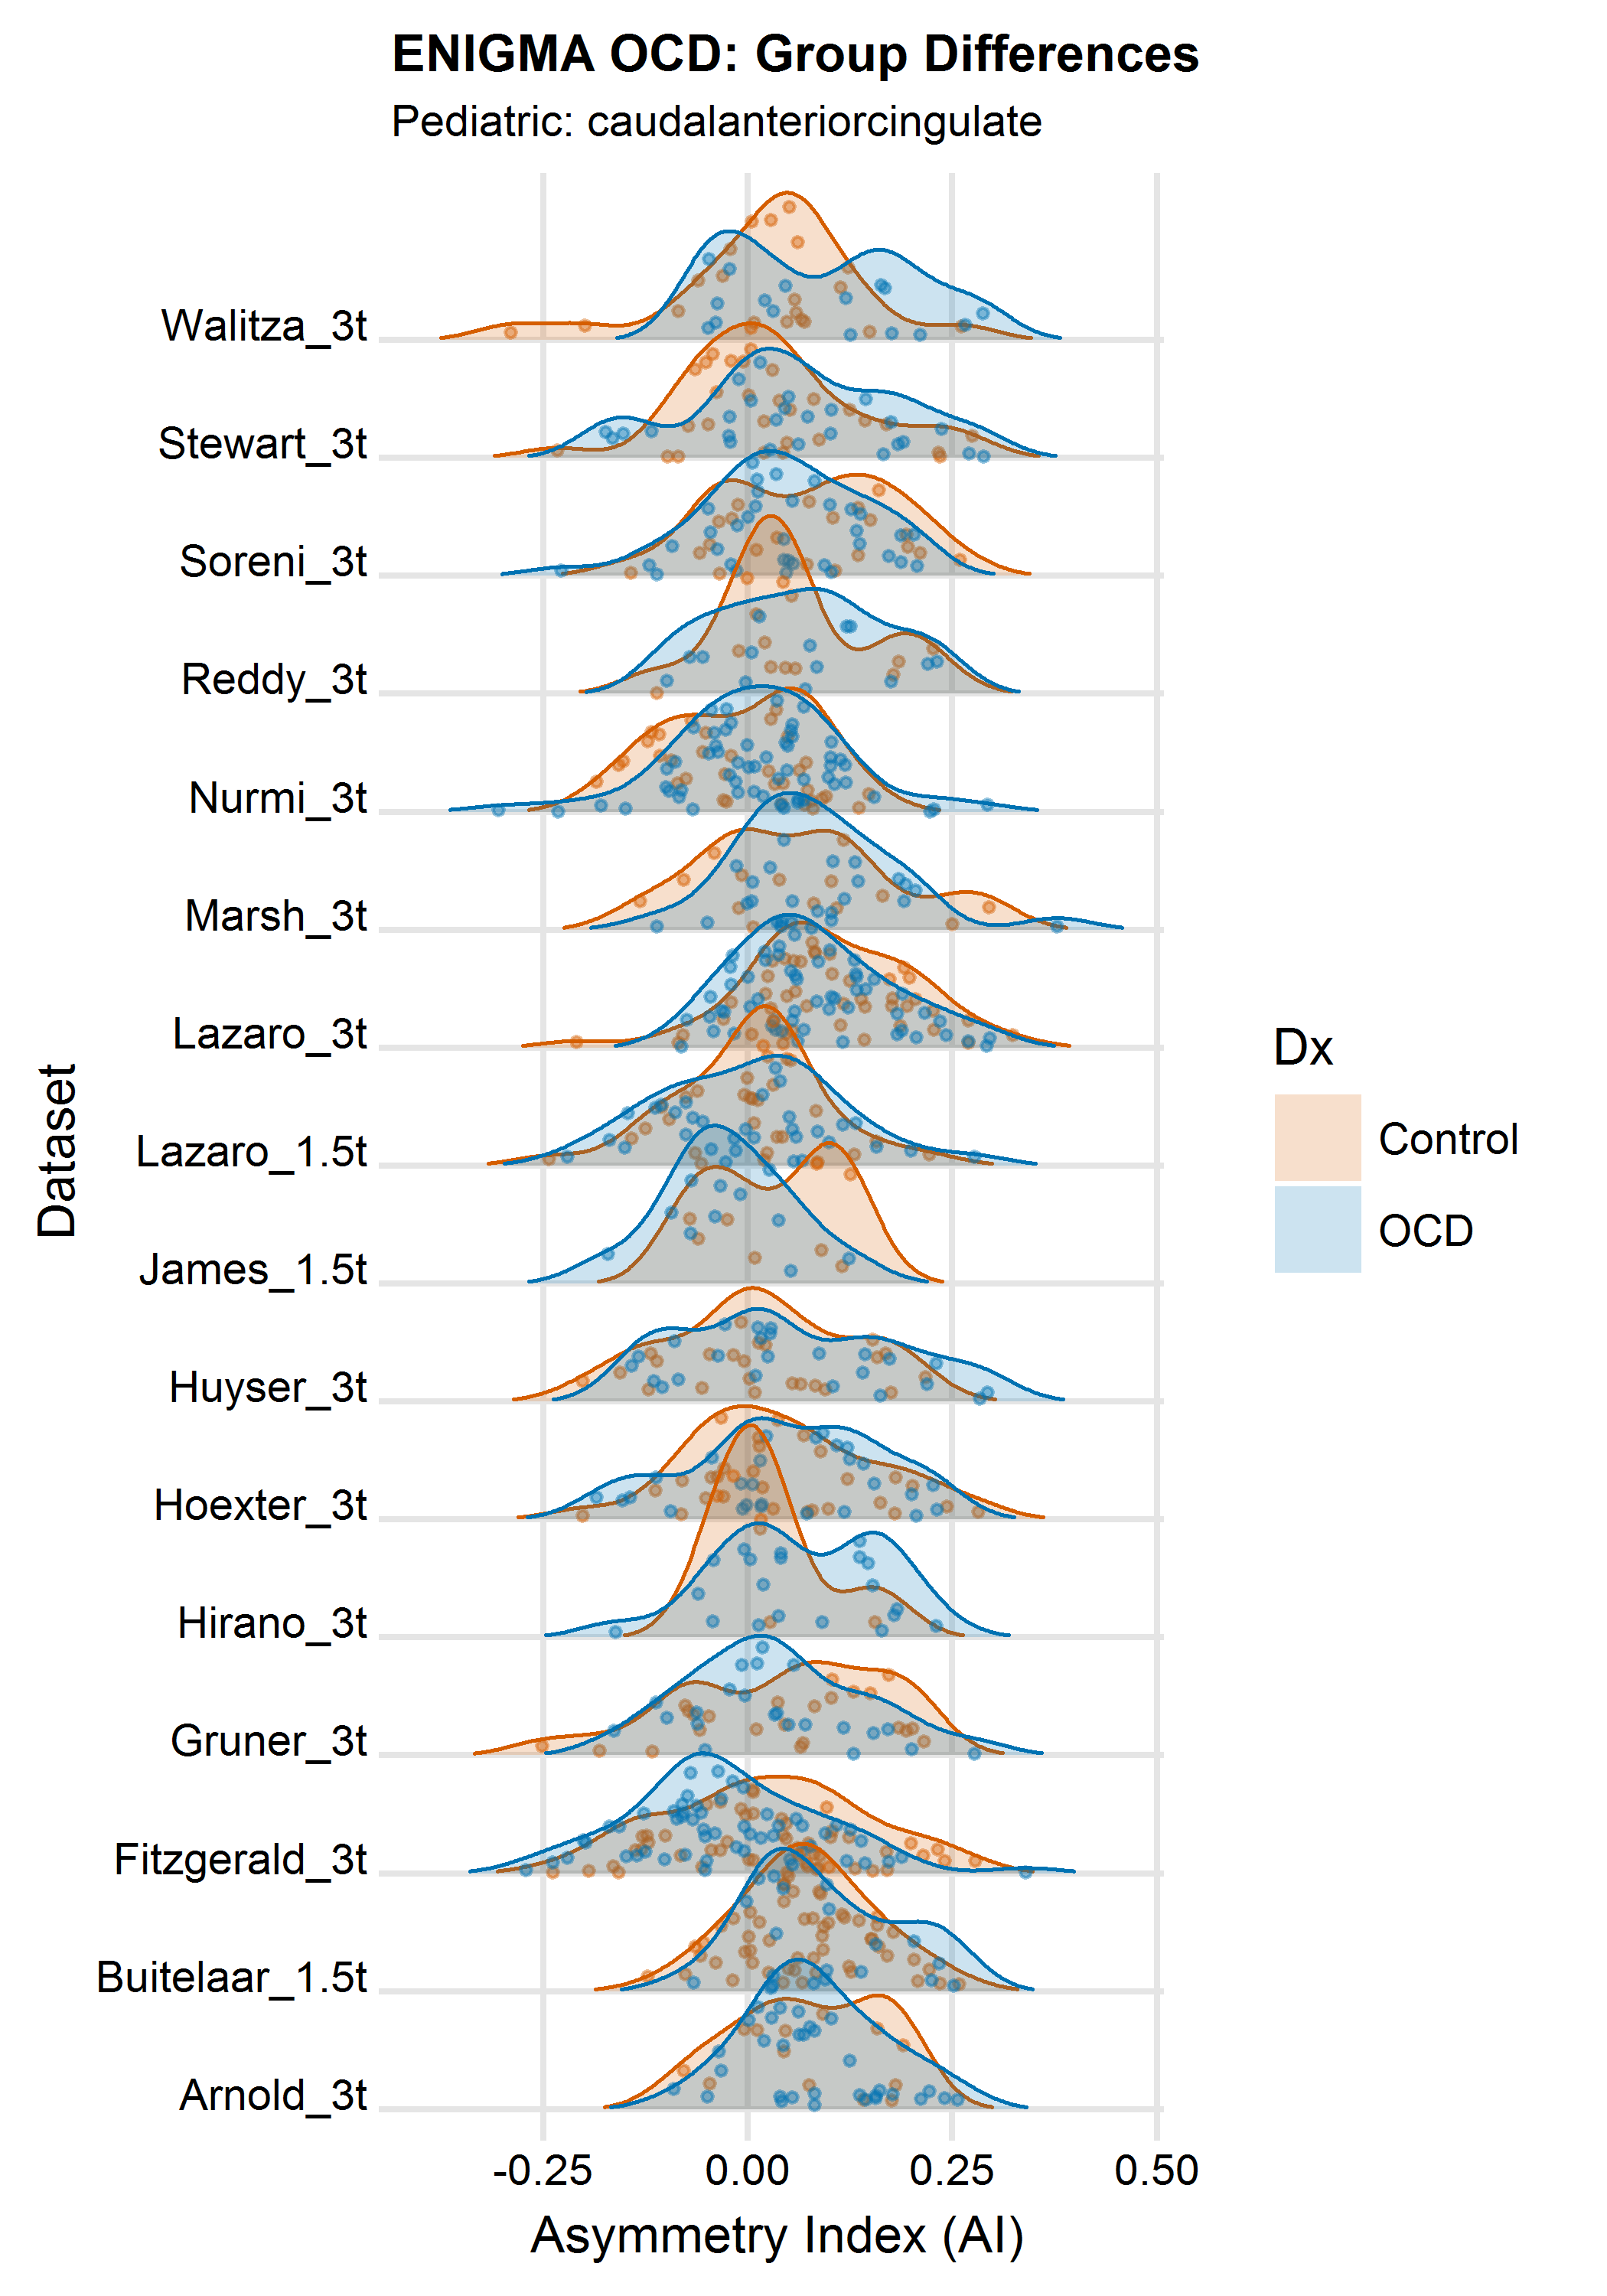 ENIGMA OCD: Group Differences
Pediatric: caudalanteriorcingulate
Walitza_3t
Stewart_3t
Soreni_3t
Reddy_3t
Nurmi_3t
Marsh_3t
Lazaro_3t
Lazaro_1.5t
James_1.5t
Huyser_3t
Hoexter_3t
Hirano_3t
Gruner_3t
Fitzgerald_3t
Buitelaar_1.5t
Arnold_3t
Dataset
-0.25 0.00 0.25 0.50
Asymmetry Index (AI)
Dx
Control
OCD